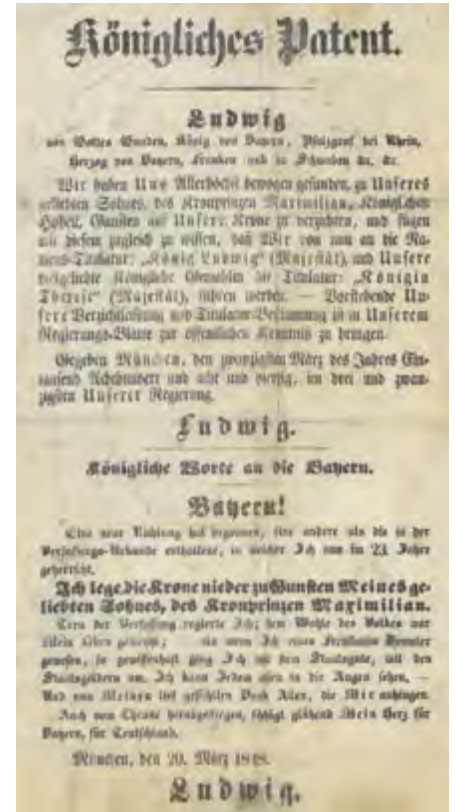 Königliches Patent.
Ludwig
von Gottes Gnaden, König von Bayern, Pfalzgraf bei Rhein,
Herzog von Bayern, Franken und in Schwaben &c. &c.
Wir haben Uns Allerhöchst bewogen gefunden, zu Unseres
geliebten Sohnes, des Kronprinzen Maximilian, Königlichen
Hoheit, Gunsten auf Unsere Krone zu verzichten, und fügen
mit diesem zugleich zu wissen, daß Wir von nun an die Na-
mens-Titulatur: „König Ludwig“ (Majestät), und Unsere
vielgeliebte Königliche Gemahlin die Titulatur: „Königin
Therese“ (Majestät), führen werden. — Vorstehende Un-
sere Verzichtleistung und Titulatur-Bestimmung ist in Unserem
Regierungs-Blatte zur öffentlichen Kenntniß zu bringen.
Gegeben München, den zwanzigsten März des Jahres Ein-
tausend Achthundert und acht und vierzig, im drei und zwan-
zigsten Unserer Regierung.
Ludwig.
Königliche Worte an die Bayern.
Bayern!
Eine neue Richtung hat begonnen, eine andere als die in der
Verfassungs-Urkunde enthaltene, in welcher Ich nun im 23. Jahre
geherrscht.
Ich lege die Krone nieder zu Gunsten Meines ge-
liebten Sohnes, des Kronprinzen Maximilian.
Treu der Verfassung regierte Ich; dem Wohle des Volkes war
Mein Leben geweiht; als wenn Ich eines Freistaats Beamter
gewesen, so gewissenhaft ging Ich mit dem Staatsgute, mit den
Staatsgeldern um. Ich kann Jedem offen in die Augen sehen. —
Und nun Meinen tief gefühlten Dank Allen, die Mir anhingen.
Auch vom Throne herabgestiegen, schlägt glühend Mein Herz für
Bayern, für Teutschland.
München, den 20. März 1848.
Ludwig.